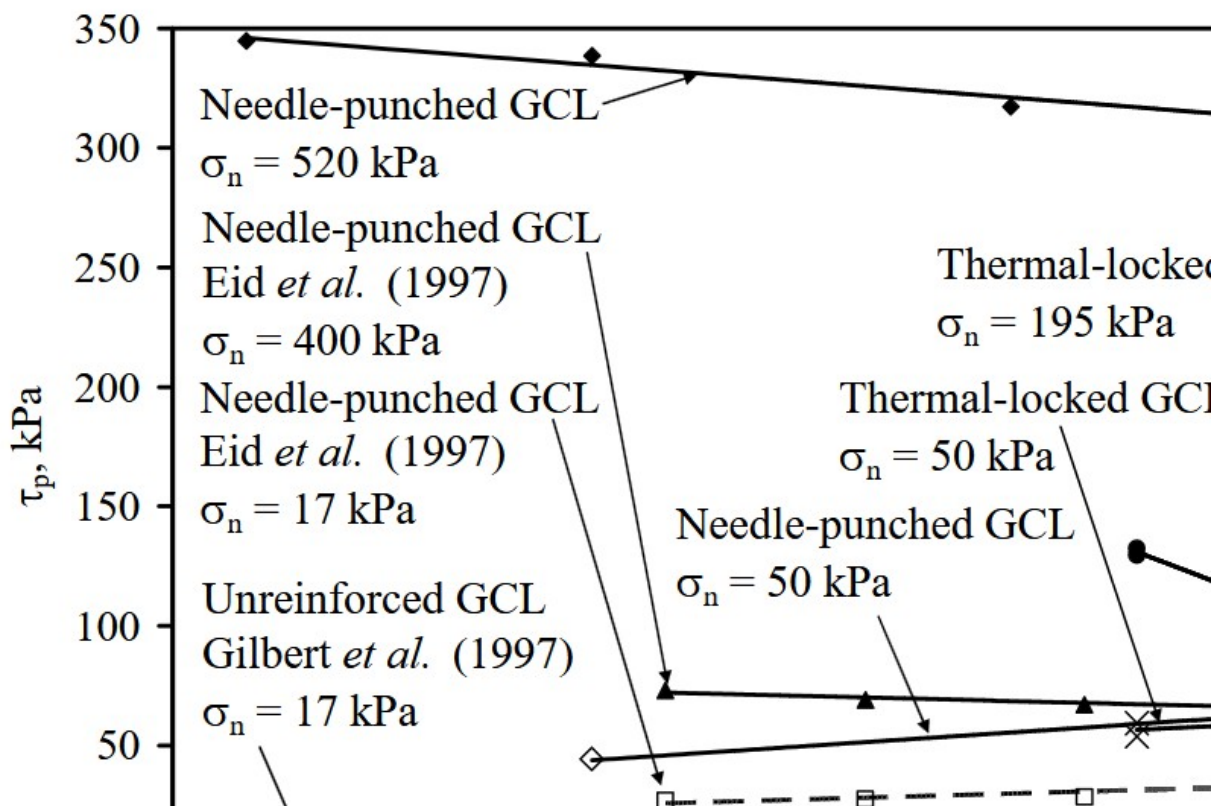 350
300
250
200
150
100
50
τp, kPa
Needle-punched GCL
σn = 520 kPa
Needle-punched GCL
Eid et al. (1997)
σn = 400 kPa
Needle-punched GCL
Eid et al. (1997)
σn = 17 kPa
Unreinforced GCL
Gilbert et al. (1997)
σn = 17 kPa
Thermal-locked
σn = 195 kPa
Thermal-locked GCL
σn = 50 kPa
Needle-punched GCL
σn = 50 kPa